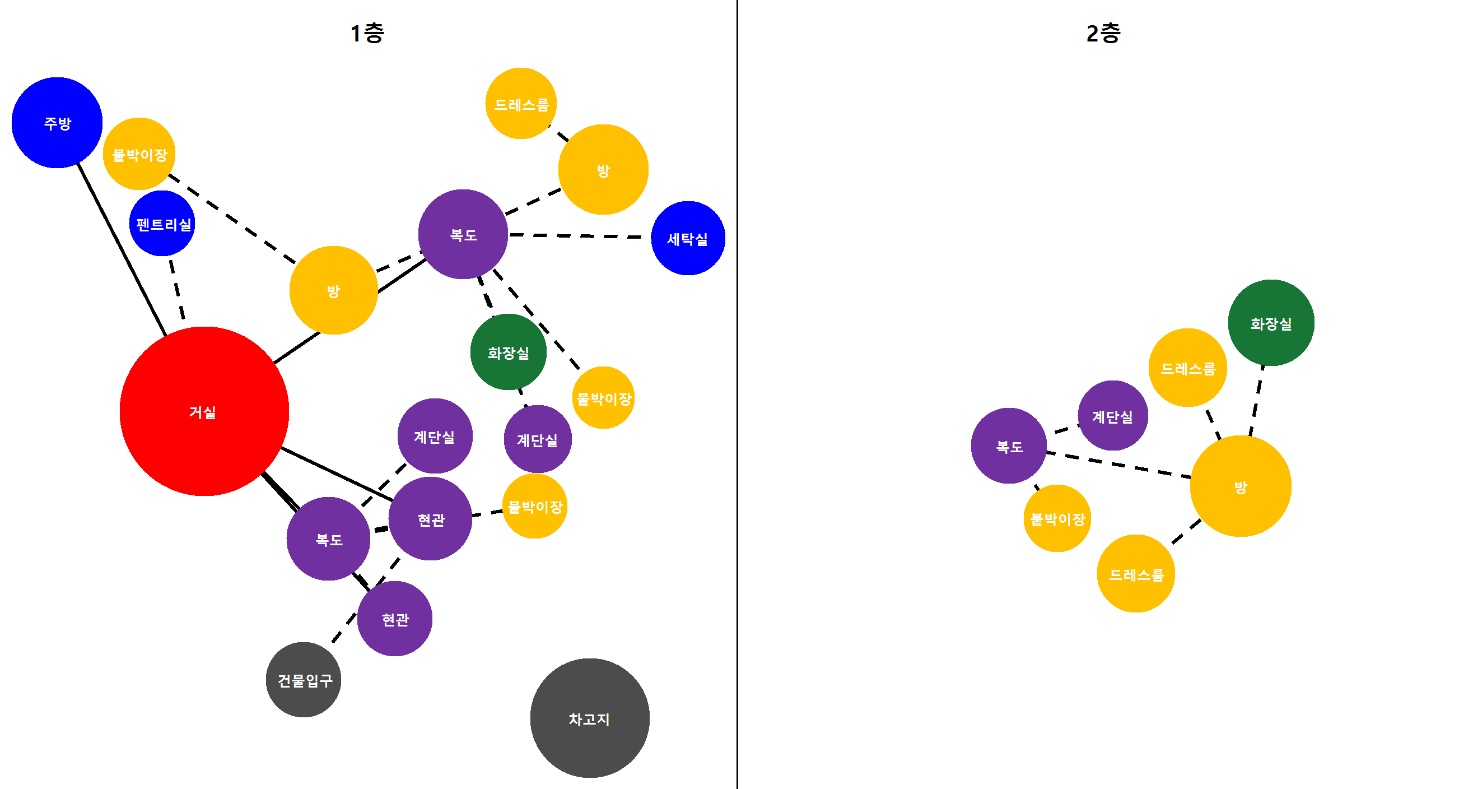 1층
2층
드레스룸
주방
붙박이장
방
펜트리실
복도
세탁실
방
화장실
붙박이장
거실
계단실
계단실
현관
붙박이장
복도
현관
건물입구
차고지
화장실
드레스룸
계단실
복도
방
붙박이장
드레스룸